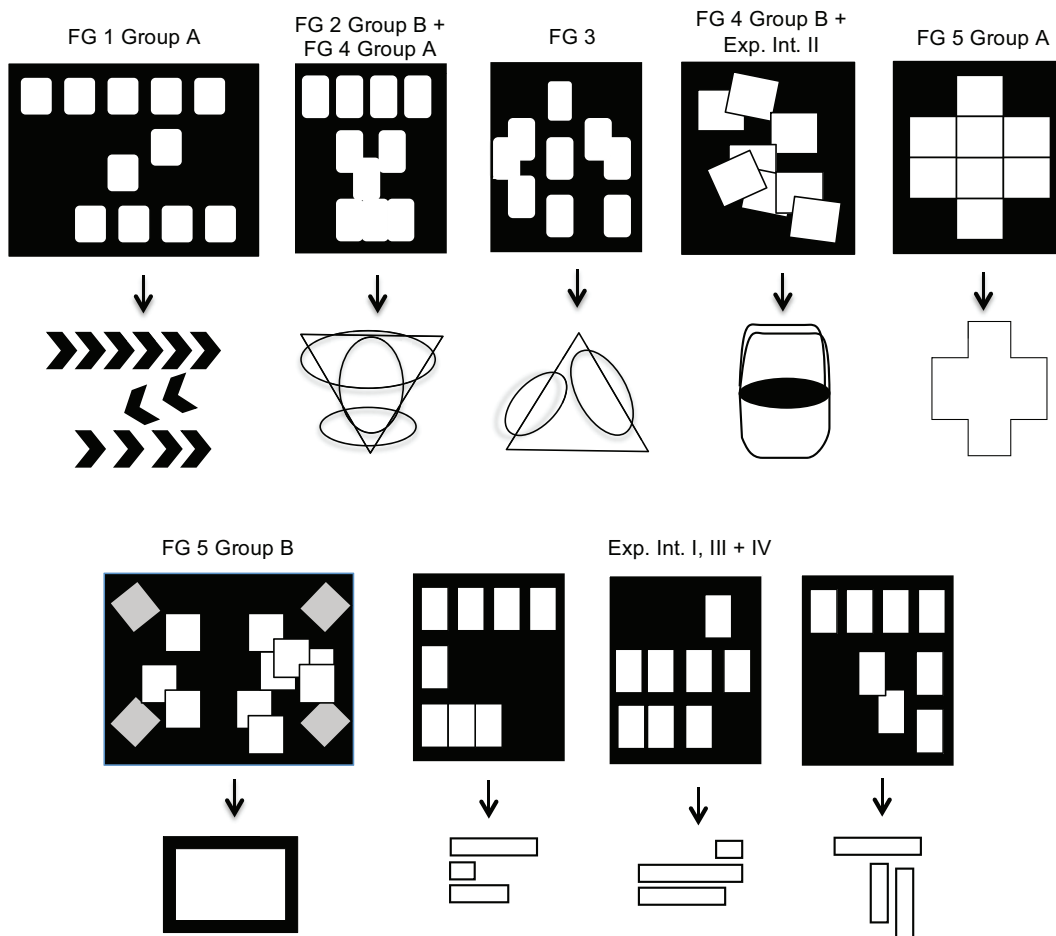 FG 1 Group A
FG 2 Group B +
FG 4 Group A
FG 3
FG 4 Group B +
Exp. Int. II
FG 5 Group A
FG 5 Group B
Exp. Int. I, III + IV